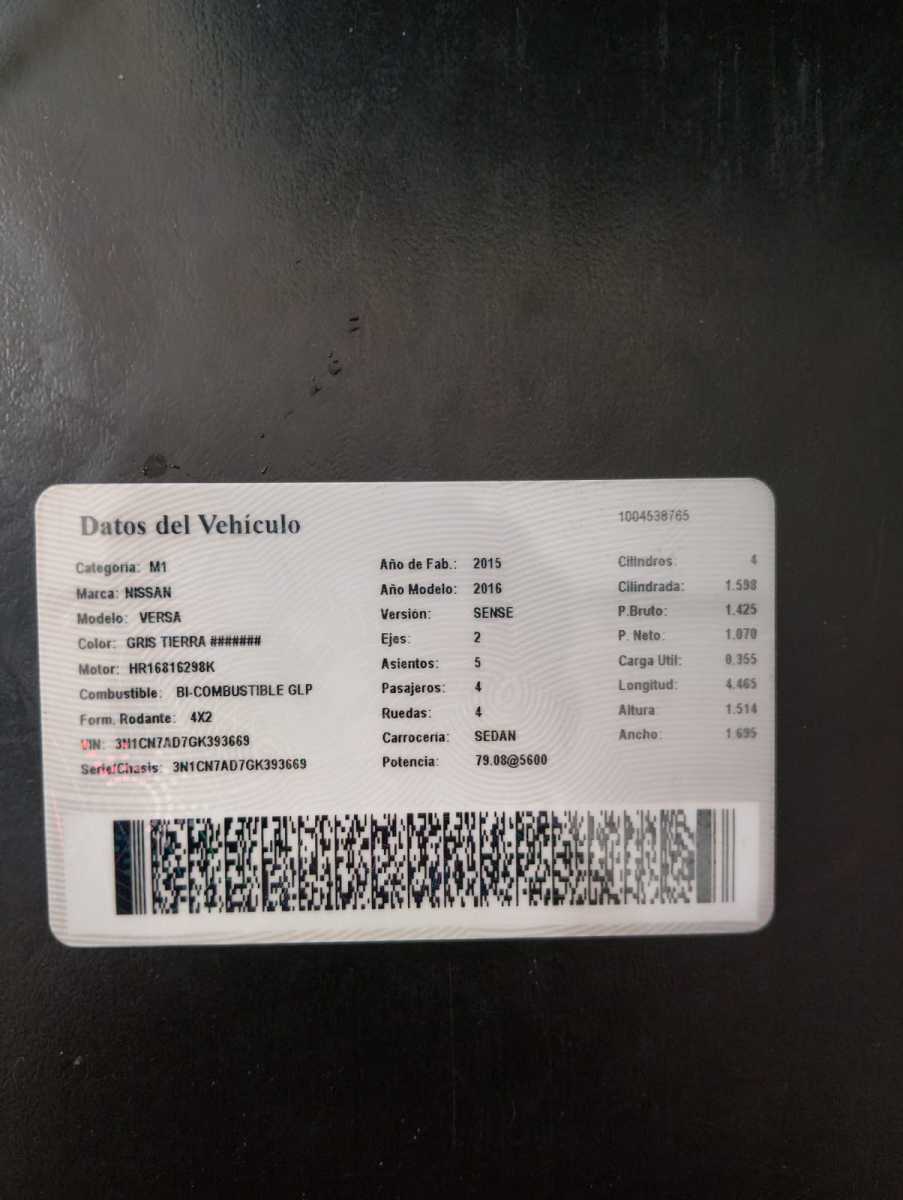 Datos del Vehículo
1004538765
Categoría: M1
Marca: NISSAN
Modelo: VERSA
Color: GRIS TIERRA #######
Motor: HR16816298K
Combustible: BI-COMBUSTIBLE GLP
Form. Rodante: 4X2
VIN: 3N1CN7AD7GK393669
Serie/Chasis: 3N1CN7AD7GK393669
Año de Fab.: 2015
Año Modelo: 2016
Versión: SENSE
Ejes: 2
Asientos: 5
Pasajeros: 4
Ruedas: 4
Carrocería: SEDAN
Potencia: 79.08@5600
Cilindros: 4
Cilindrada: 1.598
P.Bruto: 1.425
P. Neto: 1.070
Carga Util: 0.355
Longitud: 4.465
Altura: 1.514
Ancho: 1.695